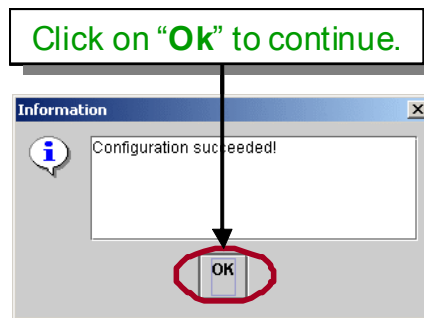 Click on “Ok” to continue.
Information
Configuration succeeded!
OK